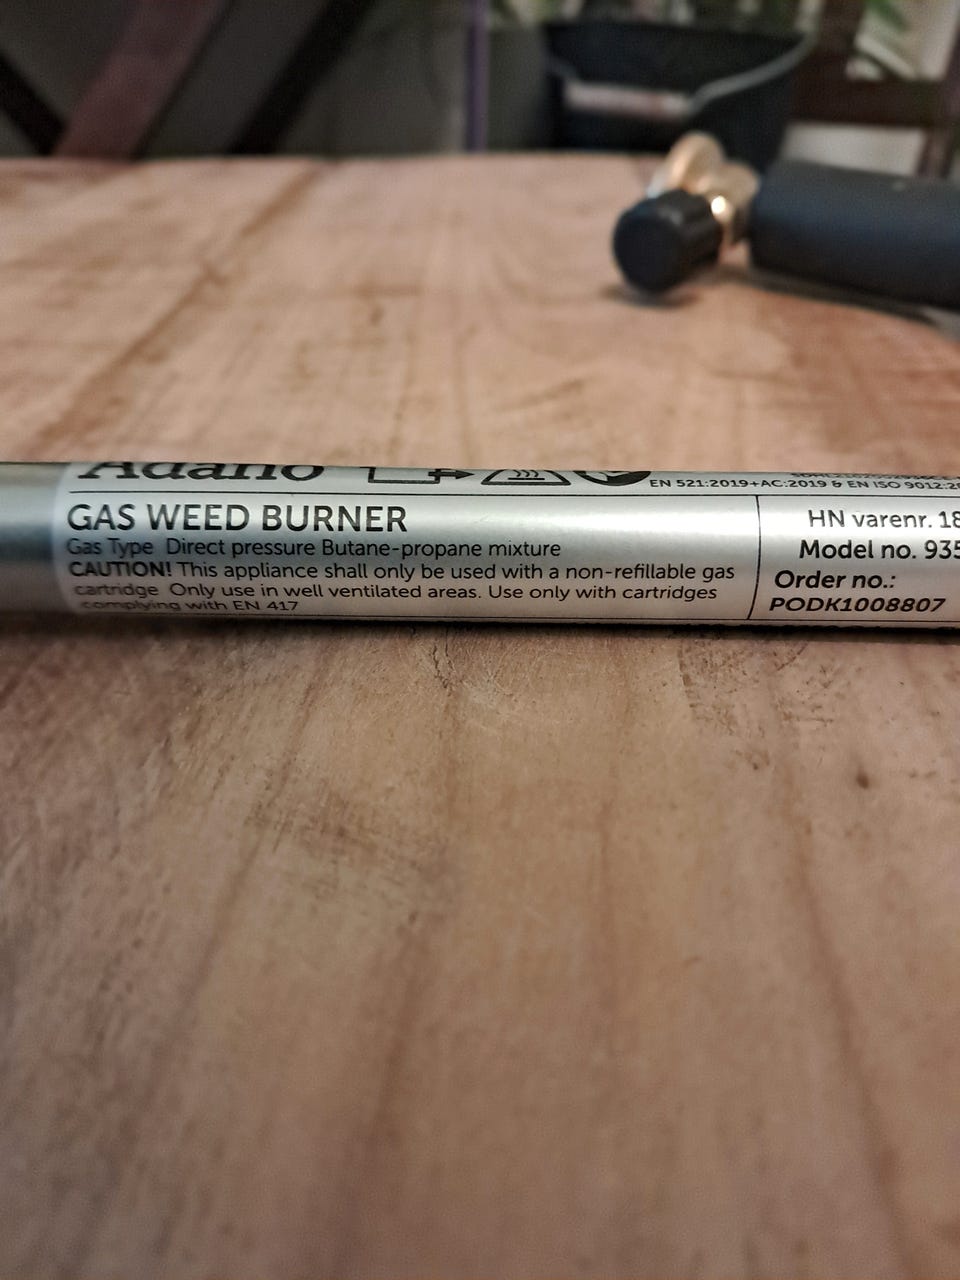 Adano
EN 521:2019+AC:2019 & EN ISO 9012:20
GAS WEED BURNER
Gas Type Direct pressure Butane-propane mixture
CAUTION! This appliance shall only be used with a non-refillable gas
cartridge Only use in well ventilated areas. Use only with cartridges
complying with EN 417
HN varenr. 18
Model no. 935
Order no.:
PODK1008807